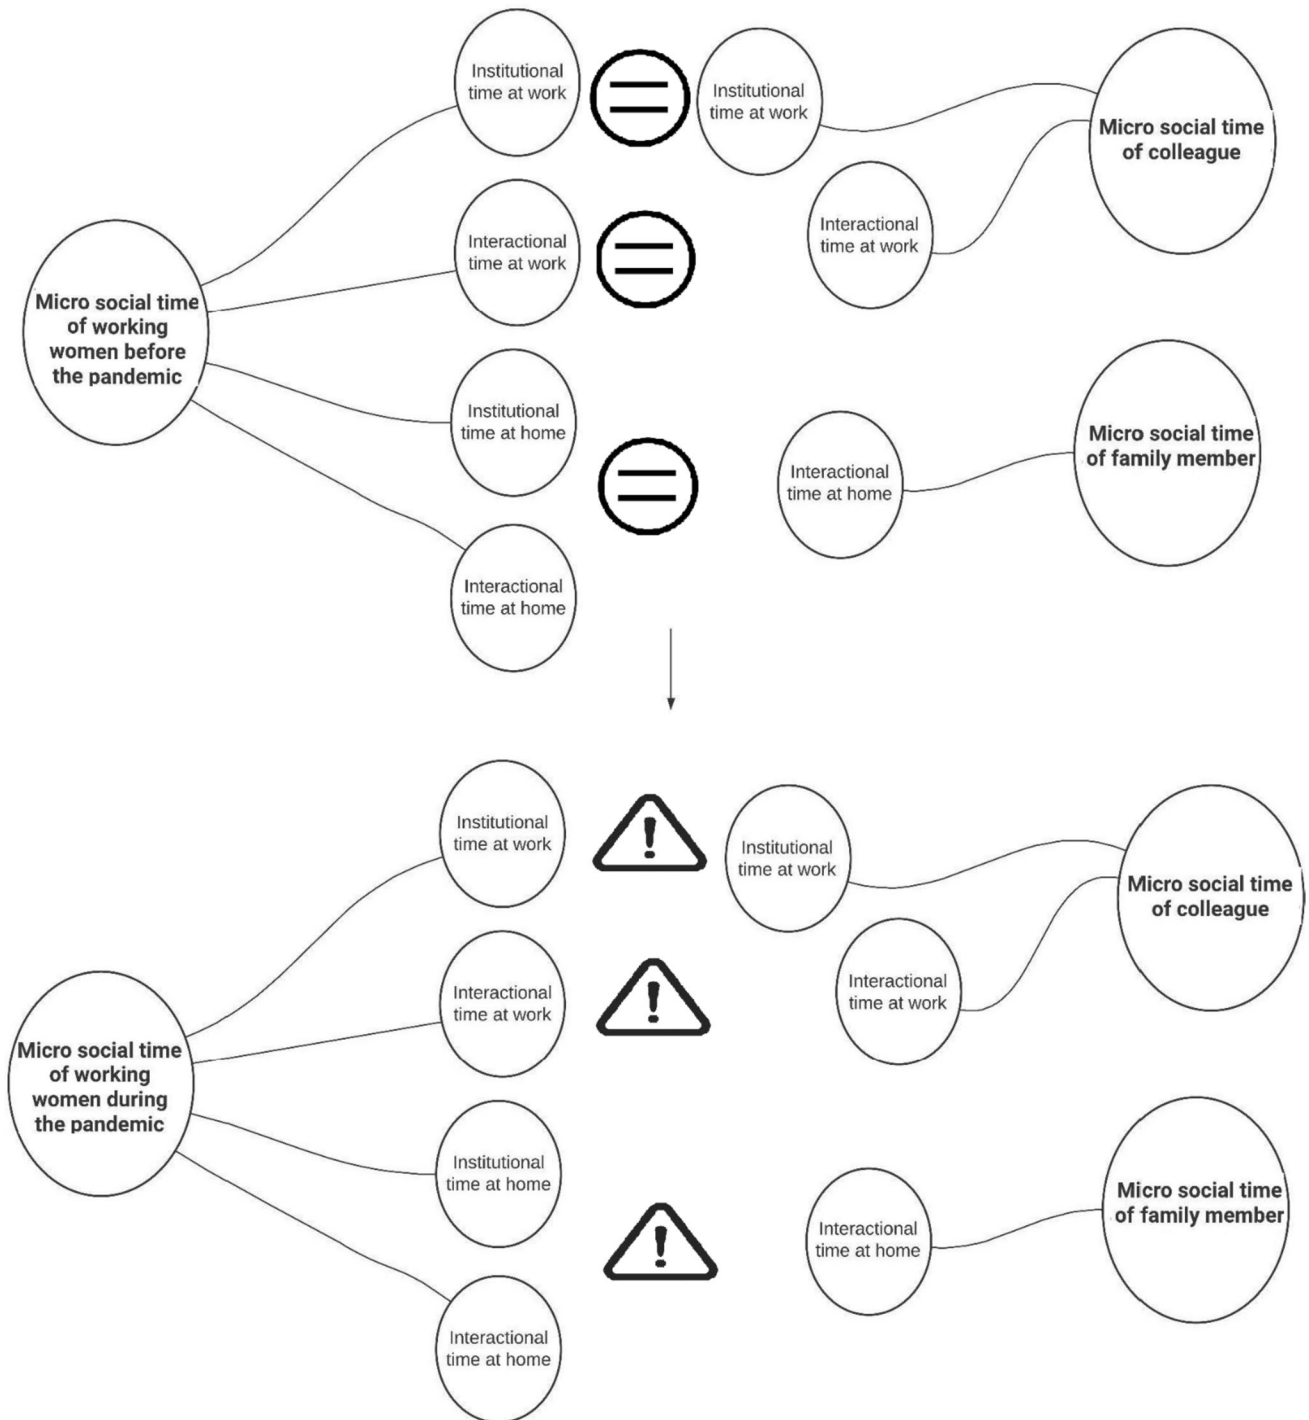 Institutional
time at work
Institutional
time at work
Micro social time
of colleague
Interactional
time at work
Interactional
time at work
Micro social time
of working
women before
the pandemic
Institutional
time at home
Micro social time
of family member
Interactional
time at home
Interactional
time at home
Institutional
time at work
Institutional
time at work
Micro social time
of colleague
Interactional
time at work
Interactional
time at work
Micro social time
of working
women during
the pandemic
Institutional
time at home
Micro social time
of family member
Interactional
time at home
Interactional
time at home